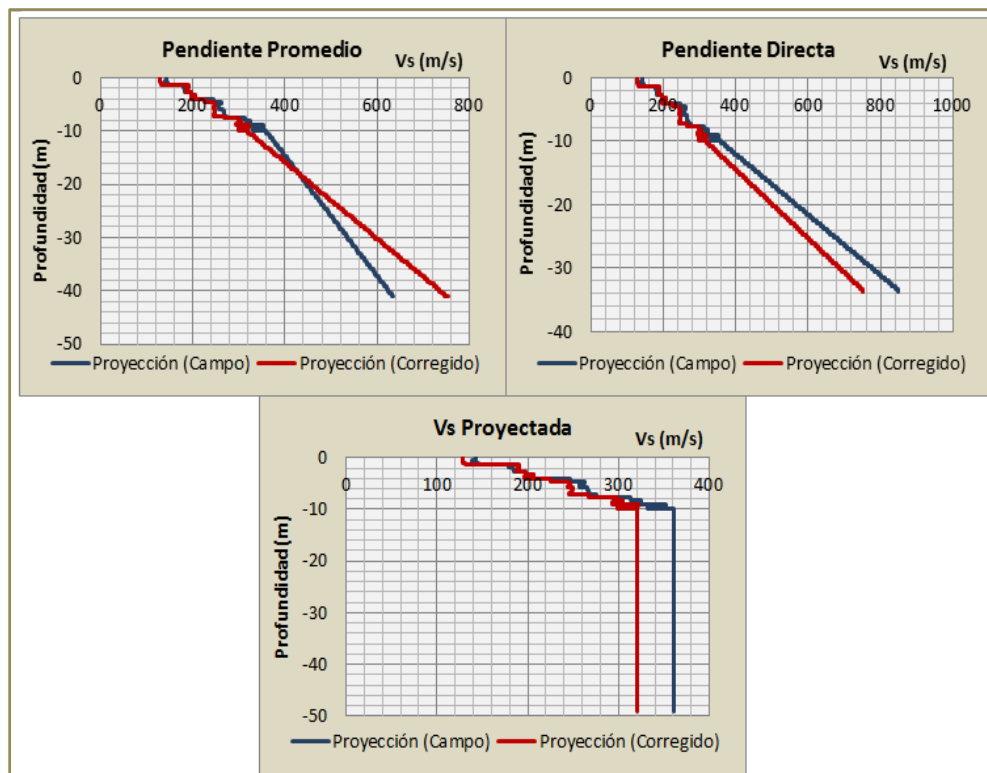 Pendiente Promedio
Vs (m/s)
0 200 400 600 800
0
-10
-20
-30
-40
-50
Profundidad (m)
Proyección (Campo) Proyección (Corregido)
Pendiente Directa
Vs (m/s)
0 200 400 600 800 1000
0
-10
-20
-30
-40
Profundidad (m)
Proyección (Campo) Proyección (Corregido)
Vs Proyectada
Vs (m/s)
0 100 200 300 400
0
-10
-20
-30
-40
-50
Profundidad (m)
Proyección (Campo) Proyección (Corregido)